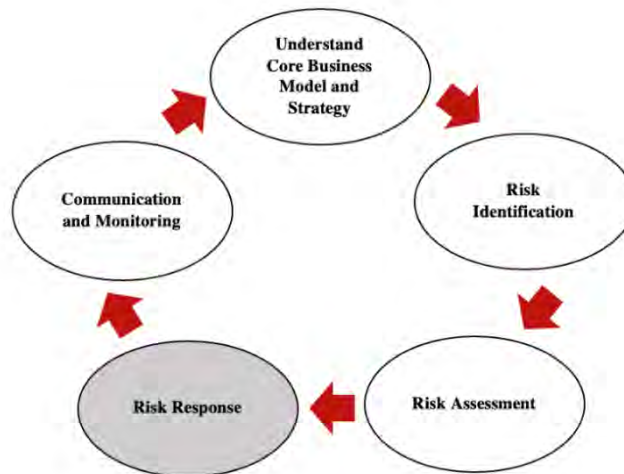 Understand
Core Business
Model and
Strategy
Risk
Identification
Risk Assessment
Risk Response
Communication
and Monitoring